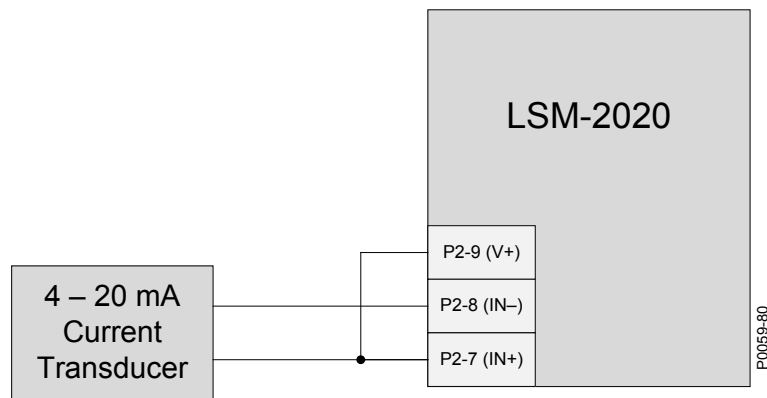 LSM-2020
P2-9 (V+)
P2-8 (IN–)
P2-7 (IN+)
4 – 20 mA
Current
Transducer
P0059-80